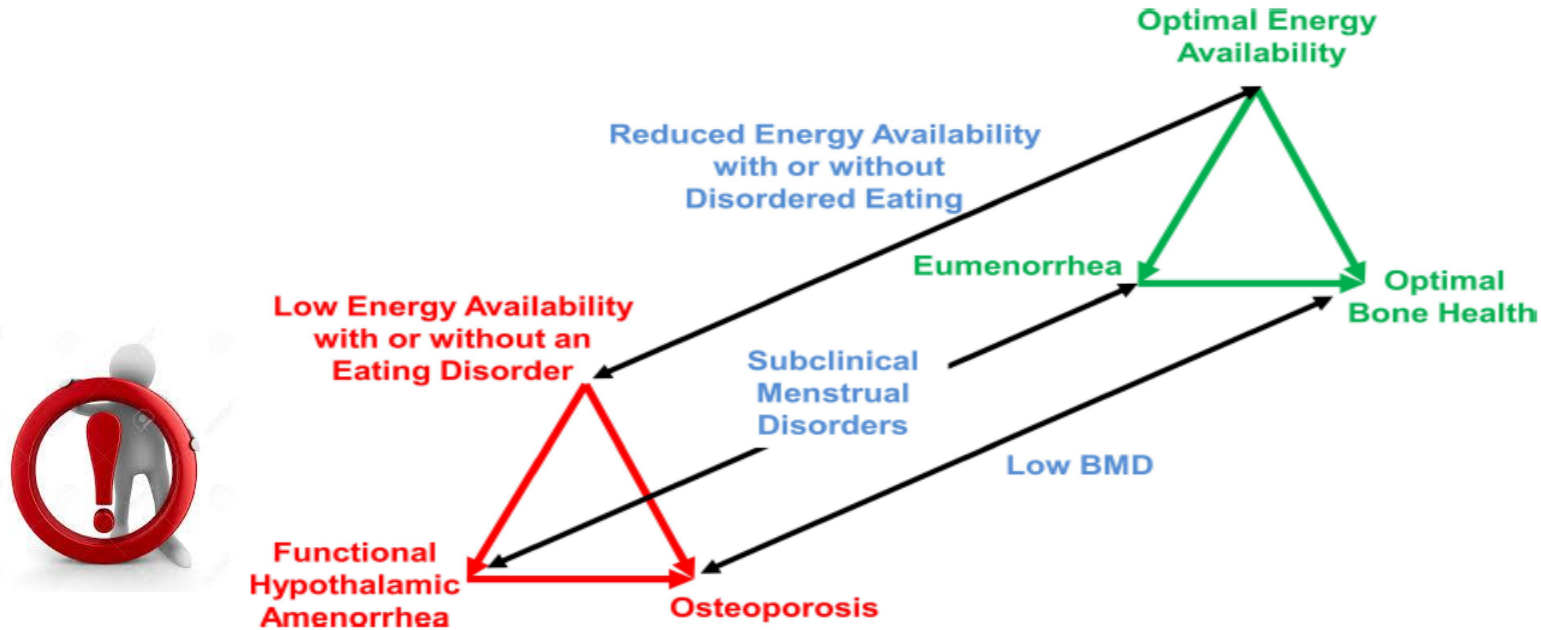 Optimal Energy
Availability
Reduced Energy Availability
with or without
Disordered Eating
Eumenorrhea
Optimal
Bone Health
Low Energy Availability
with or without an
Eating Disorder
Subclinical
Menstrual
Disorders
Low BMD
Functional
Hypothalamic
Amenorrhea
Osteoporosis